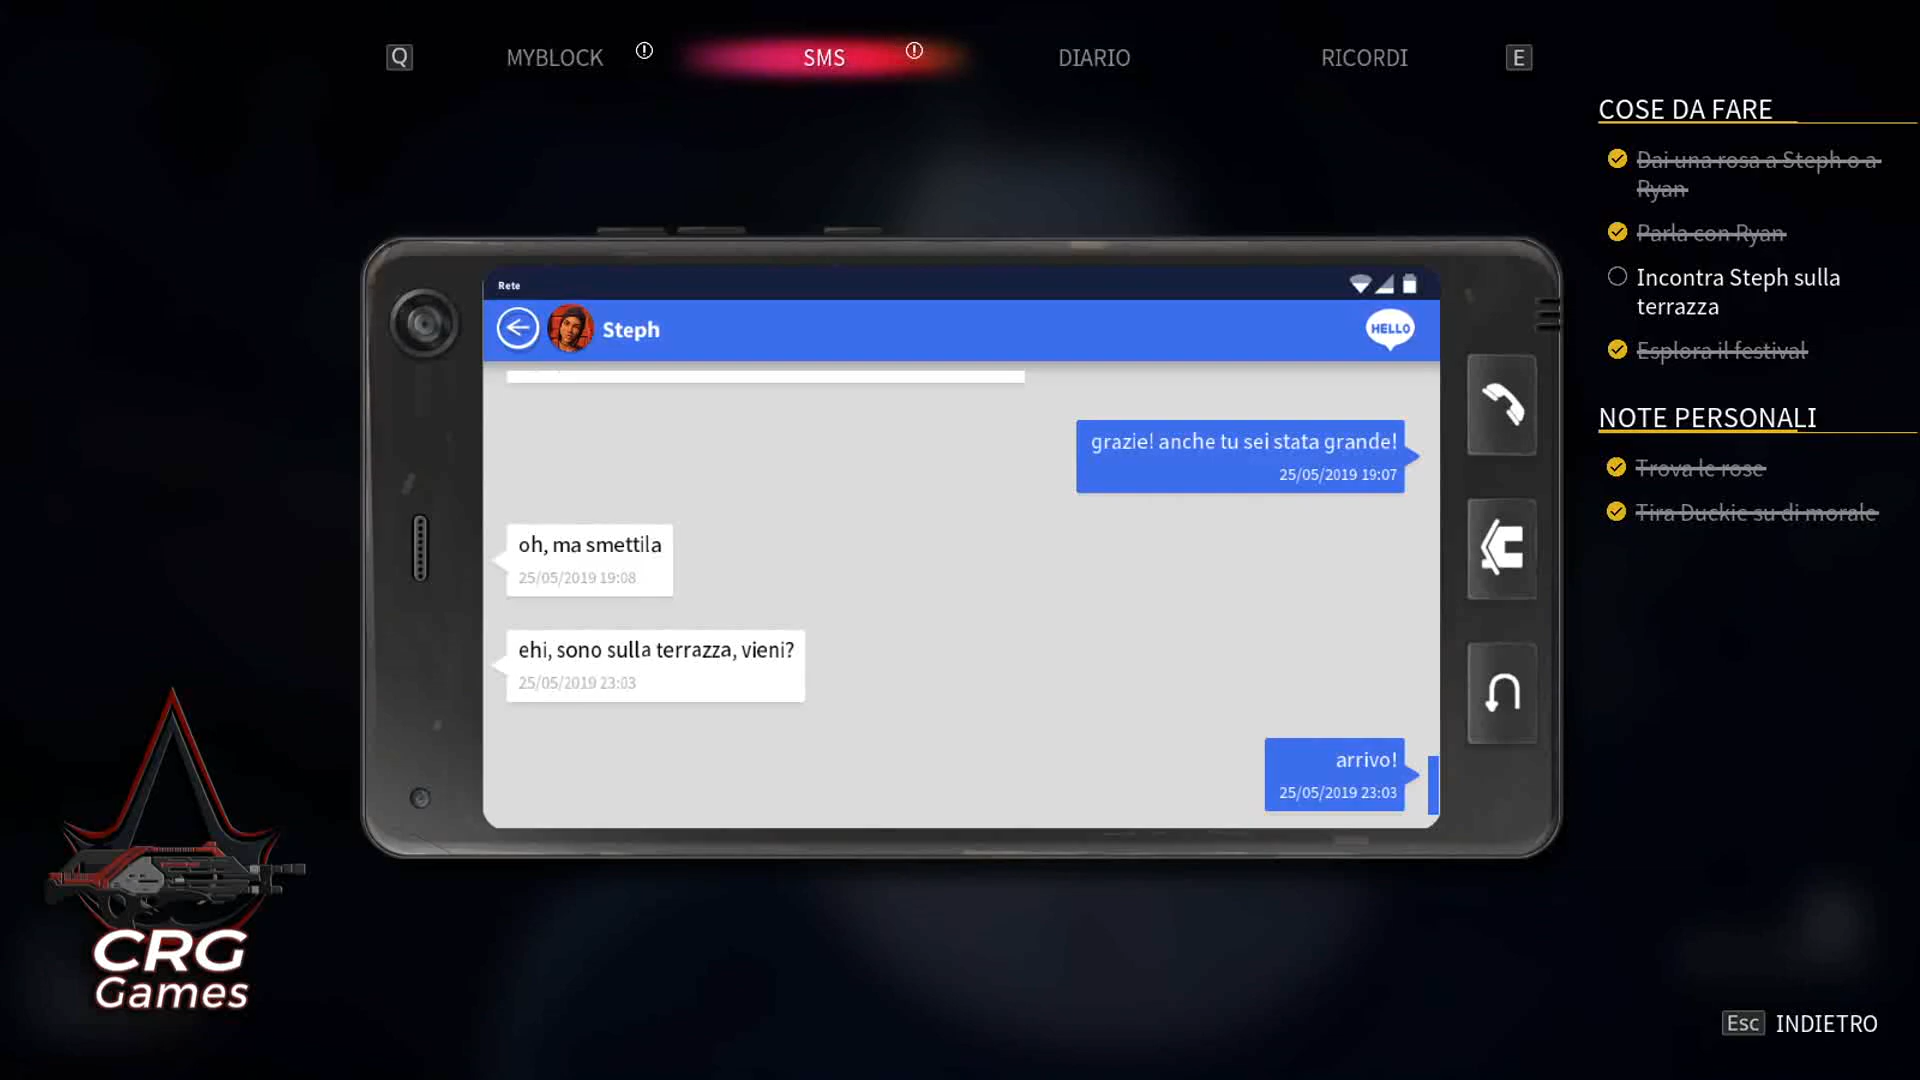 Q
MYBLOCK
SMS
DIARIO
RICORDI
E
COSE DA FARE
Dai una rosa a Steph o a
Ryan
Parla con Ryan
Incontra Steph sulla
terrazza
Esplora il festival
NOTE PERSONALI
Trova le rose
Tira Duckie su di morale
Rete
Steph
HELLO
grazie! anche tu sei stata grande!
25/05/2019 19:07
oh, ma smettila
25/05/2019 19:08
ehi, sono sulla terrazza, vieni?
25/05/2019 23:03
arrivo!
25/05/2019 23:03
CRG
Games
Esc INDIETRO